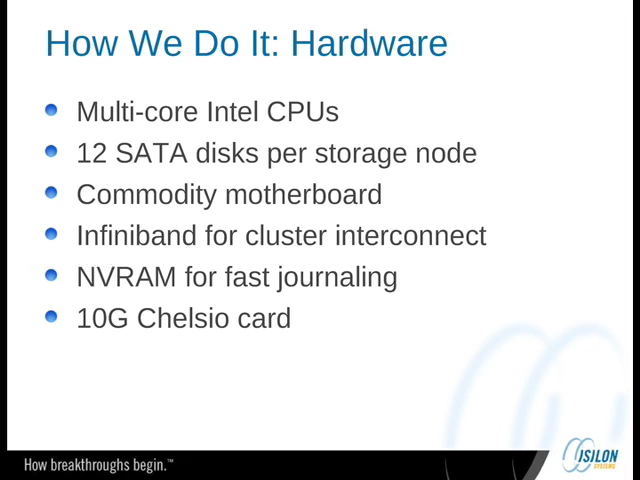 How We Do It: Hardware
Multi-core Intel CPUs
12 SATA disks per storage node
Commodity motherboard
Infiniband for cluster interconnect
NVRAM for fast journaling
10G Chelsio card
How breakthroughs begin.™
ISILON
SYSTEMS